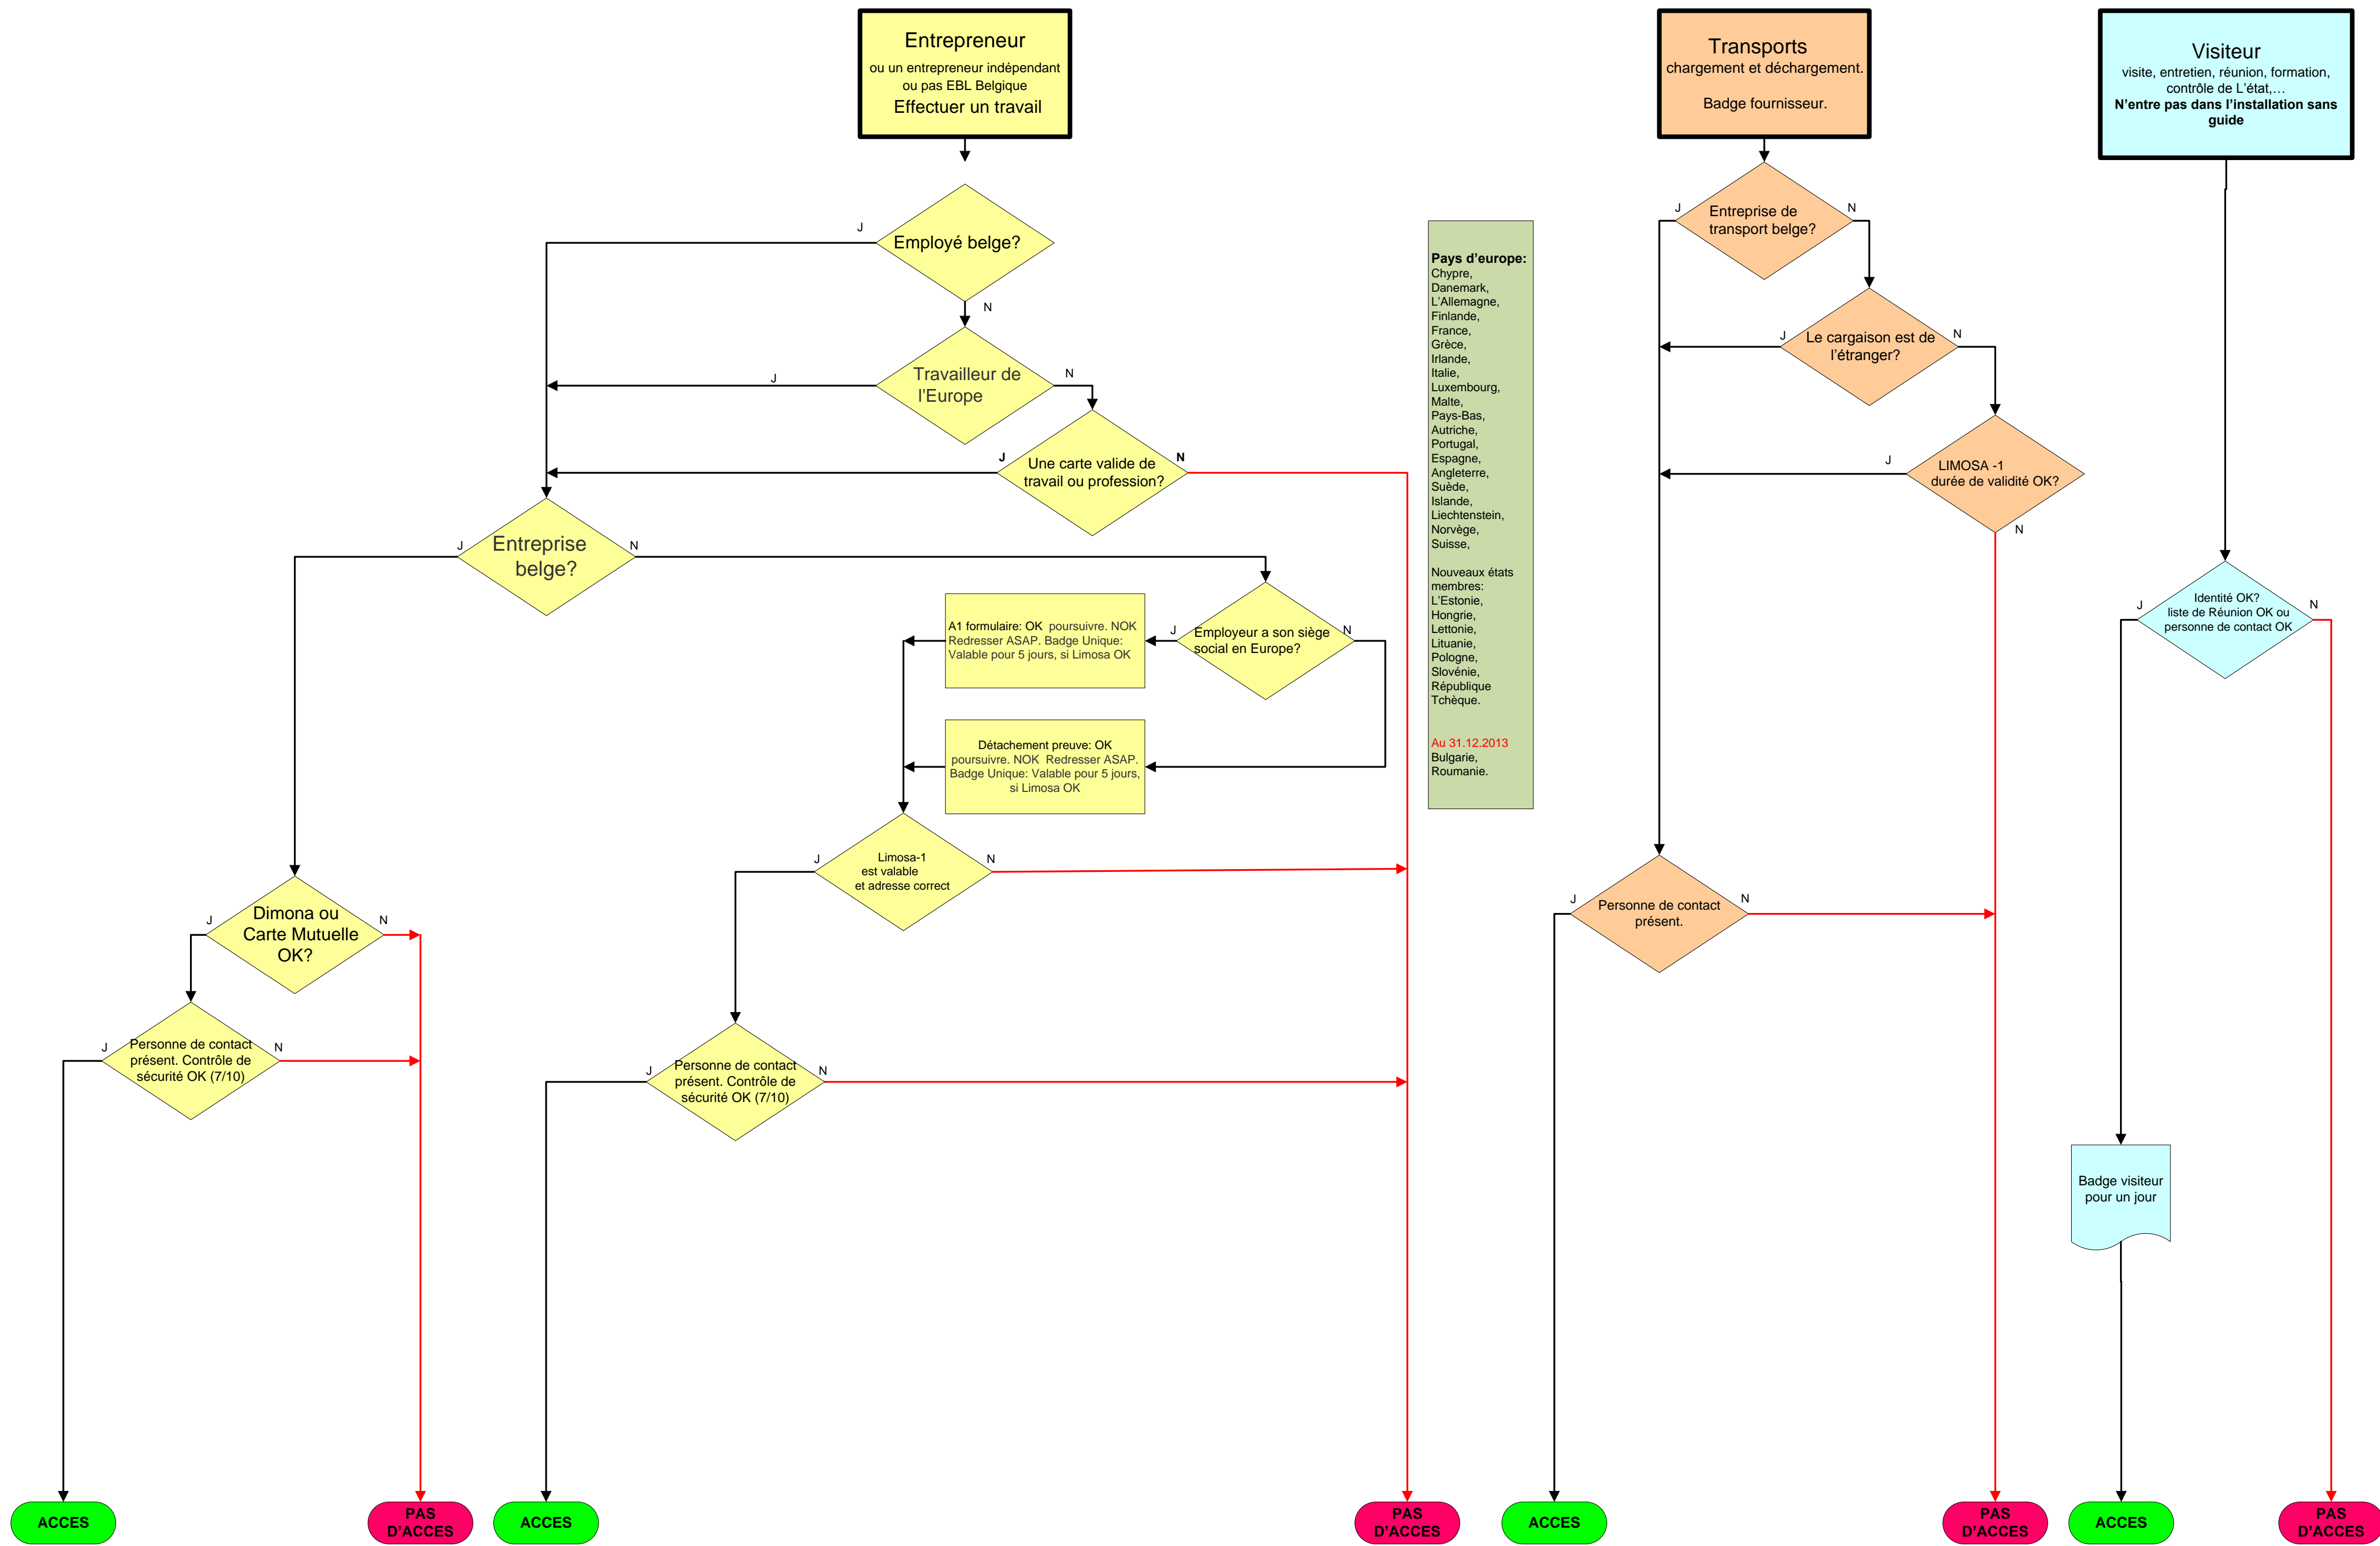 Entrepreneur
ou un entrepreneur indépendant
ou pas EBL Belgique
Effectuer un travail
Transports
chargement et déchargement.
Badge fournisseur.
Visiteur
visite, entretien, réunion, formation,
contrôle de L'état,…
N'entre pas dans l'installation sans
guide
J
Employé belge?
N
J
Travailleur de
l'Europe
N
J
Une carte valide de
travail ou profession?
N
J
Entreprise
belge?
N
A1 formulaire: OK poursuivre. NOK
Redresser ASAP. Badge Unique:
Valable pour 5 jours, si Limosa OK
J
Employeur a son siège
social en Europe?
N
Détachement preuve: OK
poursuivre. NOK Redresser ASAP.
Badge Unique: Valable pour 5 jours,
si Limosa OK
J
Limosa-1
est valable
et adresse correct
N
J
Dimona ou
Carte Mutuelle
OK?
N
J
Personne de contact
présent. Contrôle de
sécurité OK (7/10)
N
J
Personne de contact
présent. Contrôle de
sécurité OK (7/10)
N
Pays d'europe:
Chypre,
Danemark,
L'Allemagne,
Finlande,
France,
Grèce,
Irlande,
Italie,
Luxembourg,
Malte,
Pays-Bas,
Autriche,
Portugal,
Espagne,
Angleterre,
Suède,
Islande,
Liechtenstein,
Norvège,
Suisse,
Nouveaux états
membres:
L'Estonie,
Hongrie,
Lettonie,
Lituanie,
Pologne,
Slovénie,
République
Tchèque.
Au 31.12.2013
Bulgarie,
Roumanie.
J
Entreprise de
transport belge?
N
J
Le cargaison est de
l'étranger?
N
J
LIMOSA -1
durée de validité OK?
N
J
Personne de contact
présent.
N
J
Identité OK?
liste de Réunion OK ou
personne de contact OK
N
Badge visiteur
pour un jour
ACCES
PAS
D'ACCES
ACCES
PAS
D'ACCES
ACCES
PAS
D'ACCES
ACCES
PAS
D'ACCES